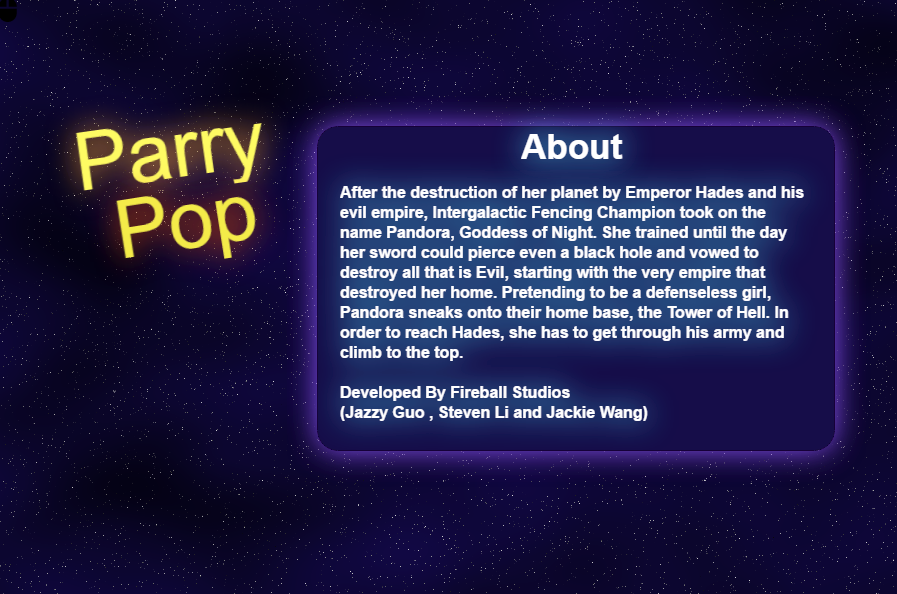 Parry
Pop
About
After the destruction of her planet by Emperor Hades and his
evil empire, Intergalactic Fencing Champion took on the
name Pandora, Goddess of Night. She trained until the day
her sword could pierce even a black hole and vowed to
destroy all that is Evil, starting with the very empire that
destroyed her home. Pretending to be a defenseless girl,
Pandora sneaks onto their home base, the Tower of Hell. In
order to reach Hades, she has to get through his army and
climb to the top.
Developed By Fireball Studios
(Jazzy Guo , Steven Li and Jackie Wang)